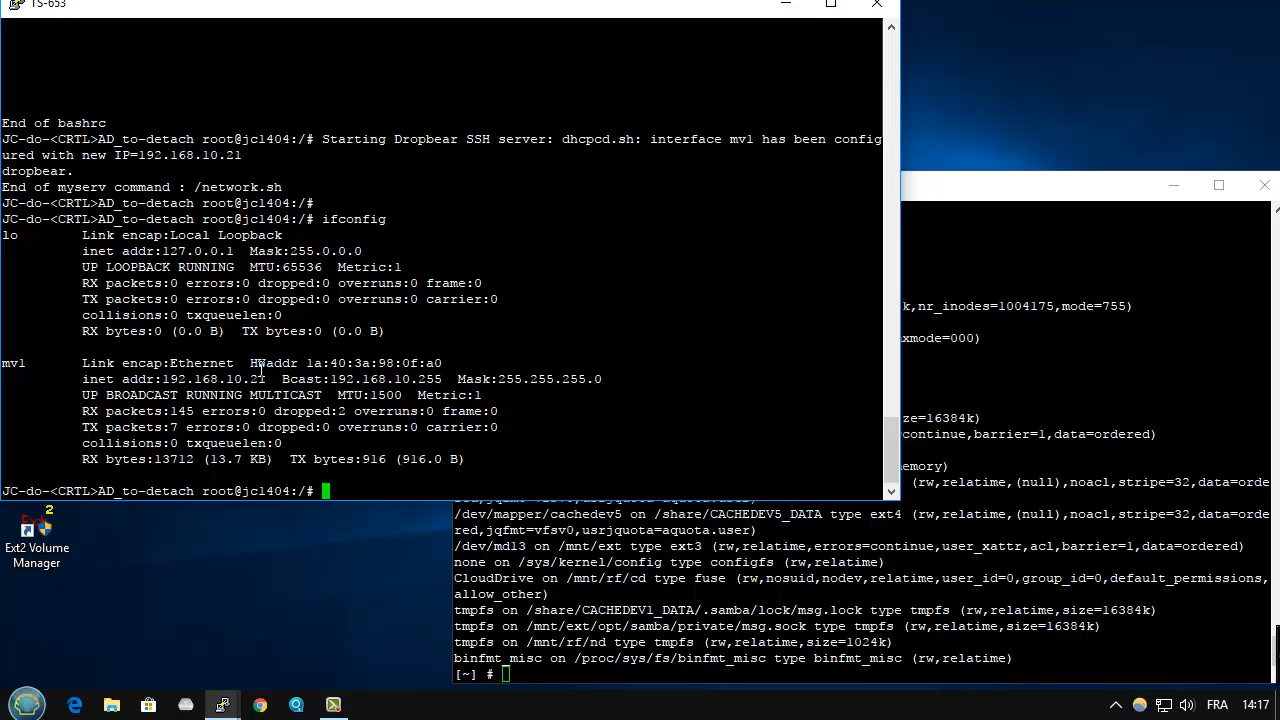 TS-653
End of bashrc
JC-do-<CRTL>AD_to-detach root@jc1404:/# Starting Dropbear SSH server: dhcpcd.sh: interface mv1 has been config
ured with new IP=192.168.10.21
dropbear.
End of myserv command : /network.sh
JC-do-<CRTL>AD_to-detach root@jc1404:/#
JC-do-<CRTL>AD_to-detach root@jc1404:/# ifconfig
lo Link encap:Local Loopback
inet addr:127.0.0.1 Mask:255.0.0.0
UP LOOPBACK RUNNING MTU:65536 Metric:1
RX packets:0 errors:0 dropped:0 overruns:0 frame:0
TX packets:0 errors:0 dropped:0 overruns:0 carrier:0
collisions:0 txqueuelen:0
RX bytes:0 (0.0 B) TX bytes:0 (0.0 B)
mv1 Link encap:Ethernet HWaddr 1a:40:3a:98:0f:a0
inet addr:192.168.10.21 Bcast:192.168.10.255 Mask:255.255.255.0
UP BROADCAST RUNNING MULTICAST MTU:1500 Metric:1
RX packets:145 errors:0 dropped:2 overruns:0 frame:0
TX packets:7 errors:0 dropped:0 overruns:0 carrier:0
collisions:0 txqueuelen:0
RX bytes:13712 (13.7 KB) TX bytes:916 (916.0 B)
JC-do-<CRTL>AD_to-detach root@jc1404:/#
k,nr_inodes=1004175,mode=755)
xmode=000)
size=16384k)
continue,barrier=1,data=ordered)
emory)
(rw,relatime,(null),noacl,stripe=32,data=orde
red,jqfmt=vfsv0,usrjquota=aquota.user)
/dev/mapper/cachedev5 on /share/CACHEDEV5_DATA type ext4 (rw,relatime,(null),noacl,stripe=32,data=orde
red,jqfmt=vfsv0,usrjquota=aquota.user)
/dev/md13 on /mnt/ext type ext3 (rw,relatime,errors=continue,user_xattr,acl,barrier=1,data=ordered)
none on /sys/kernel/config type configfs (rw,relatime)
CloudDrive on /mnt/rf/cd type fuse (rw,nosuid,nodev,relatime,user_id=0,group_id=0,default_permissions,
allow_other)
tmpfs on /share/CACHEDEV1_DATA/.samba/lock/msg.lock type tmpfs (rw,relatime,size=16384k)
tmpfs on /mnt/ext/opt/samba/private/msg.sock type tmpfs (rw,relatime,size=16384k)
tmpfs on /mnt/rf/nd type tmpfs (rw,relatime,size=1024k)
binfmt_misc on /proc/sys/fs/binfmt_misc type binfmt_misc (rw,relatime)
[~] #
Ext 2
Ext2 Volume
Manager
FRA 14:17